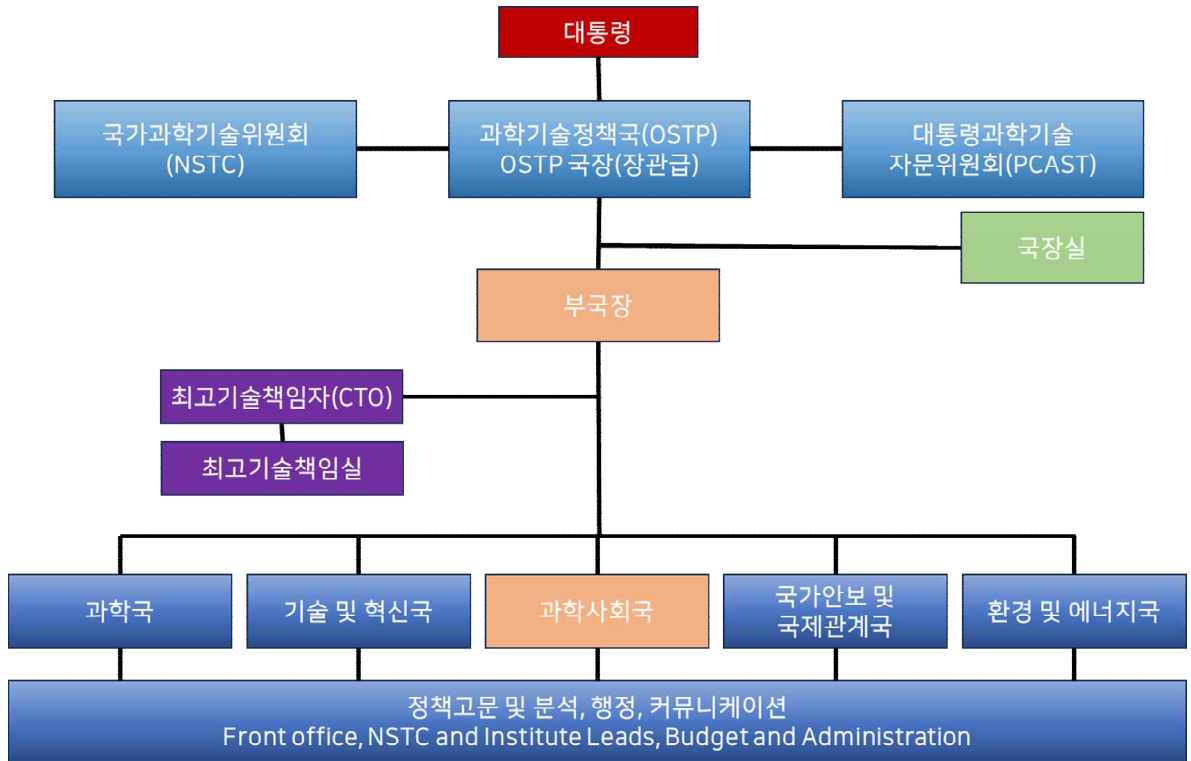 대통령
국가과학기술위원회
(NSTC)
과학기술정책국(OSTP)
OSTP 국장(장관급)
대통령과학기술
자문위원회(PCAST)
국장실
부국장
최고기술책임자(CTO)
최고기술책임실
과학국
기술 및 혁신국
과학사회국
국가안보 및
국제관계국
환경 및 에너지국
정책고문 및 분석, 행정, 커뮤니케이션
Front office, NSTC and Institute Leads, Budget and Administration